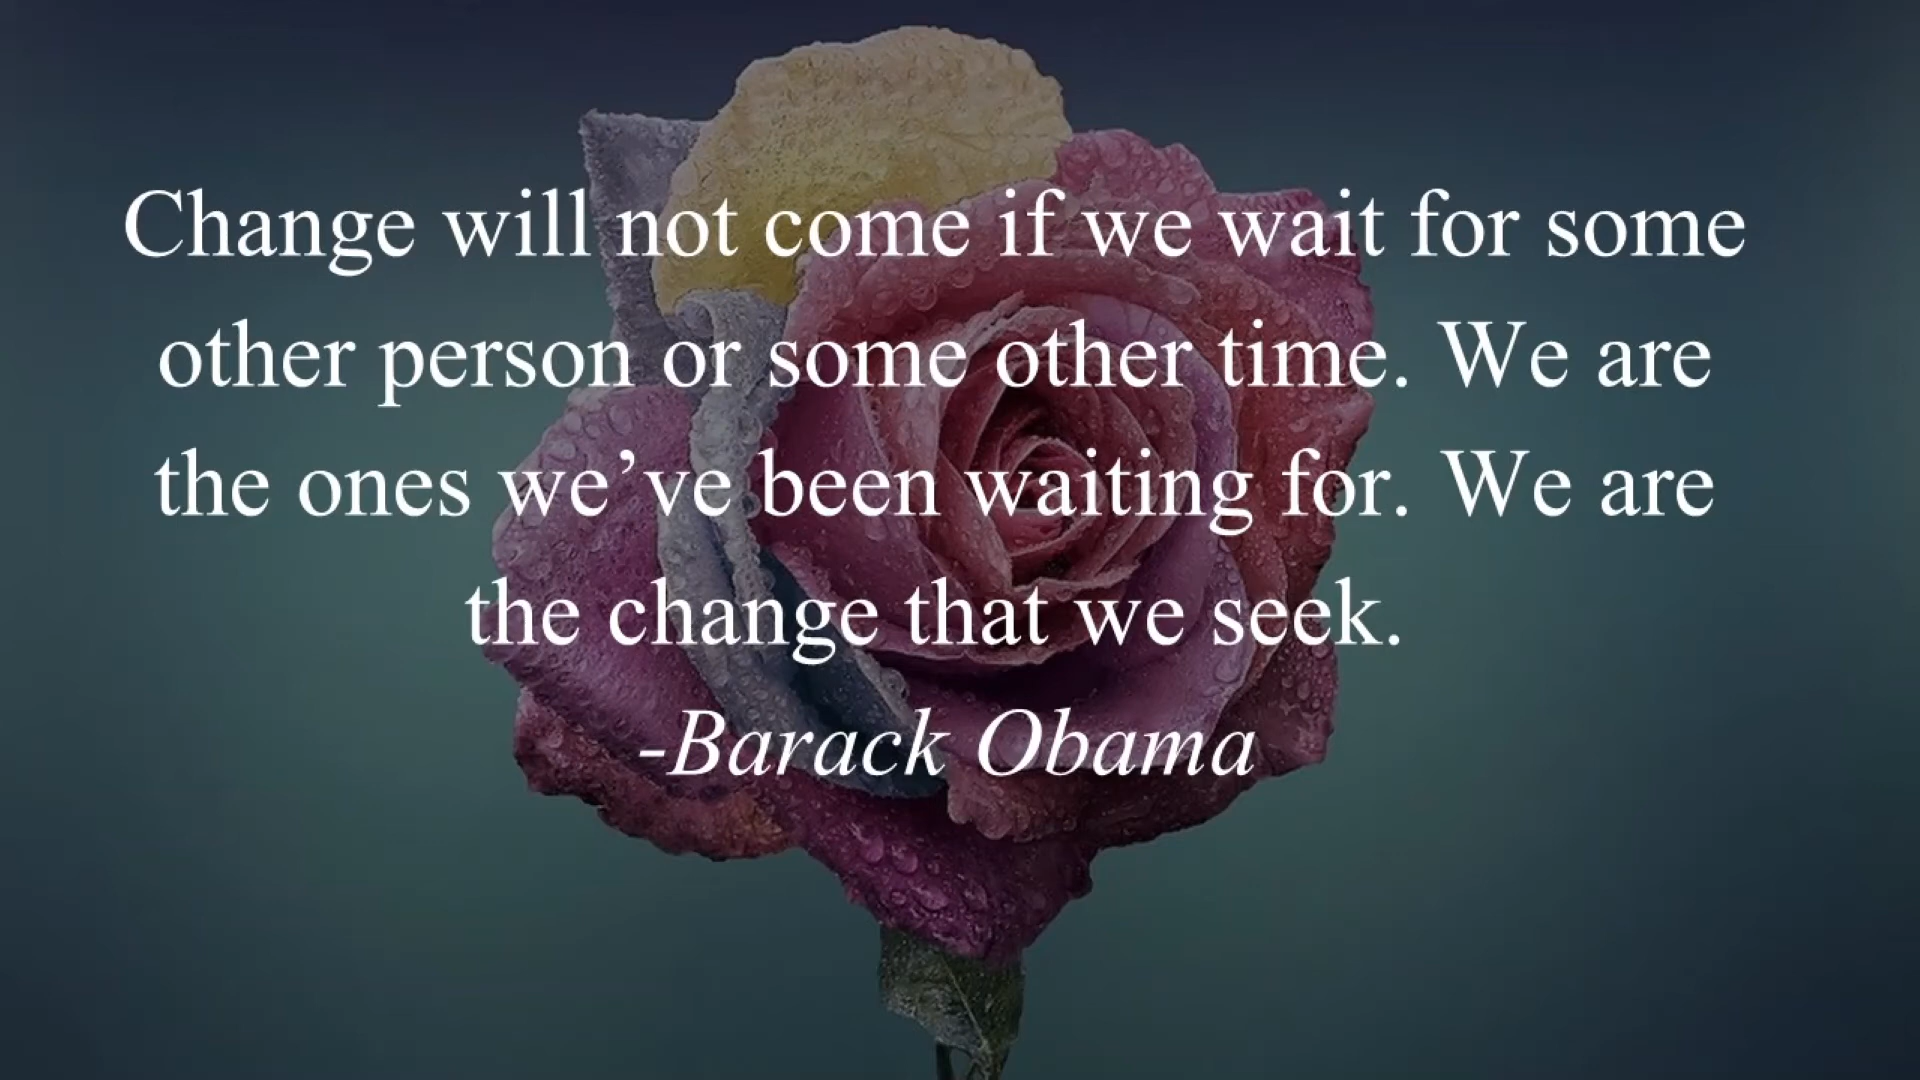 Change will not come if we wait for some
other person or some other time. We are
the ones we’ve been waiting for. We are
the change that we seek.
-Barack Obama